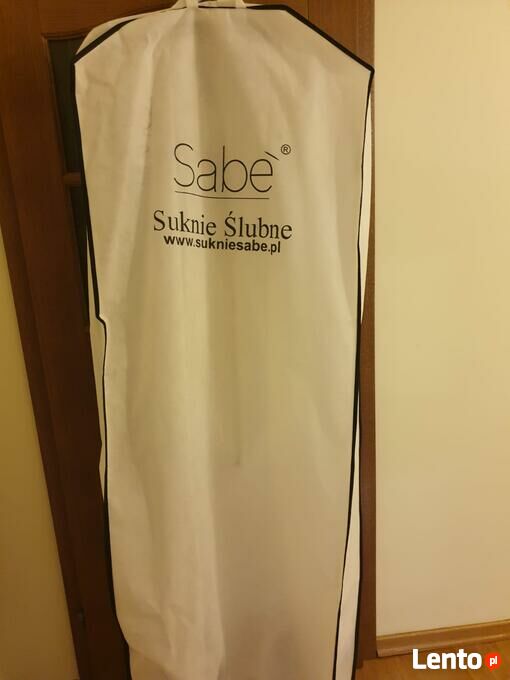 Sabè®
Suknie Ślubne
www.sukniesabe.pl
Lento.pl